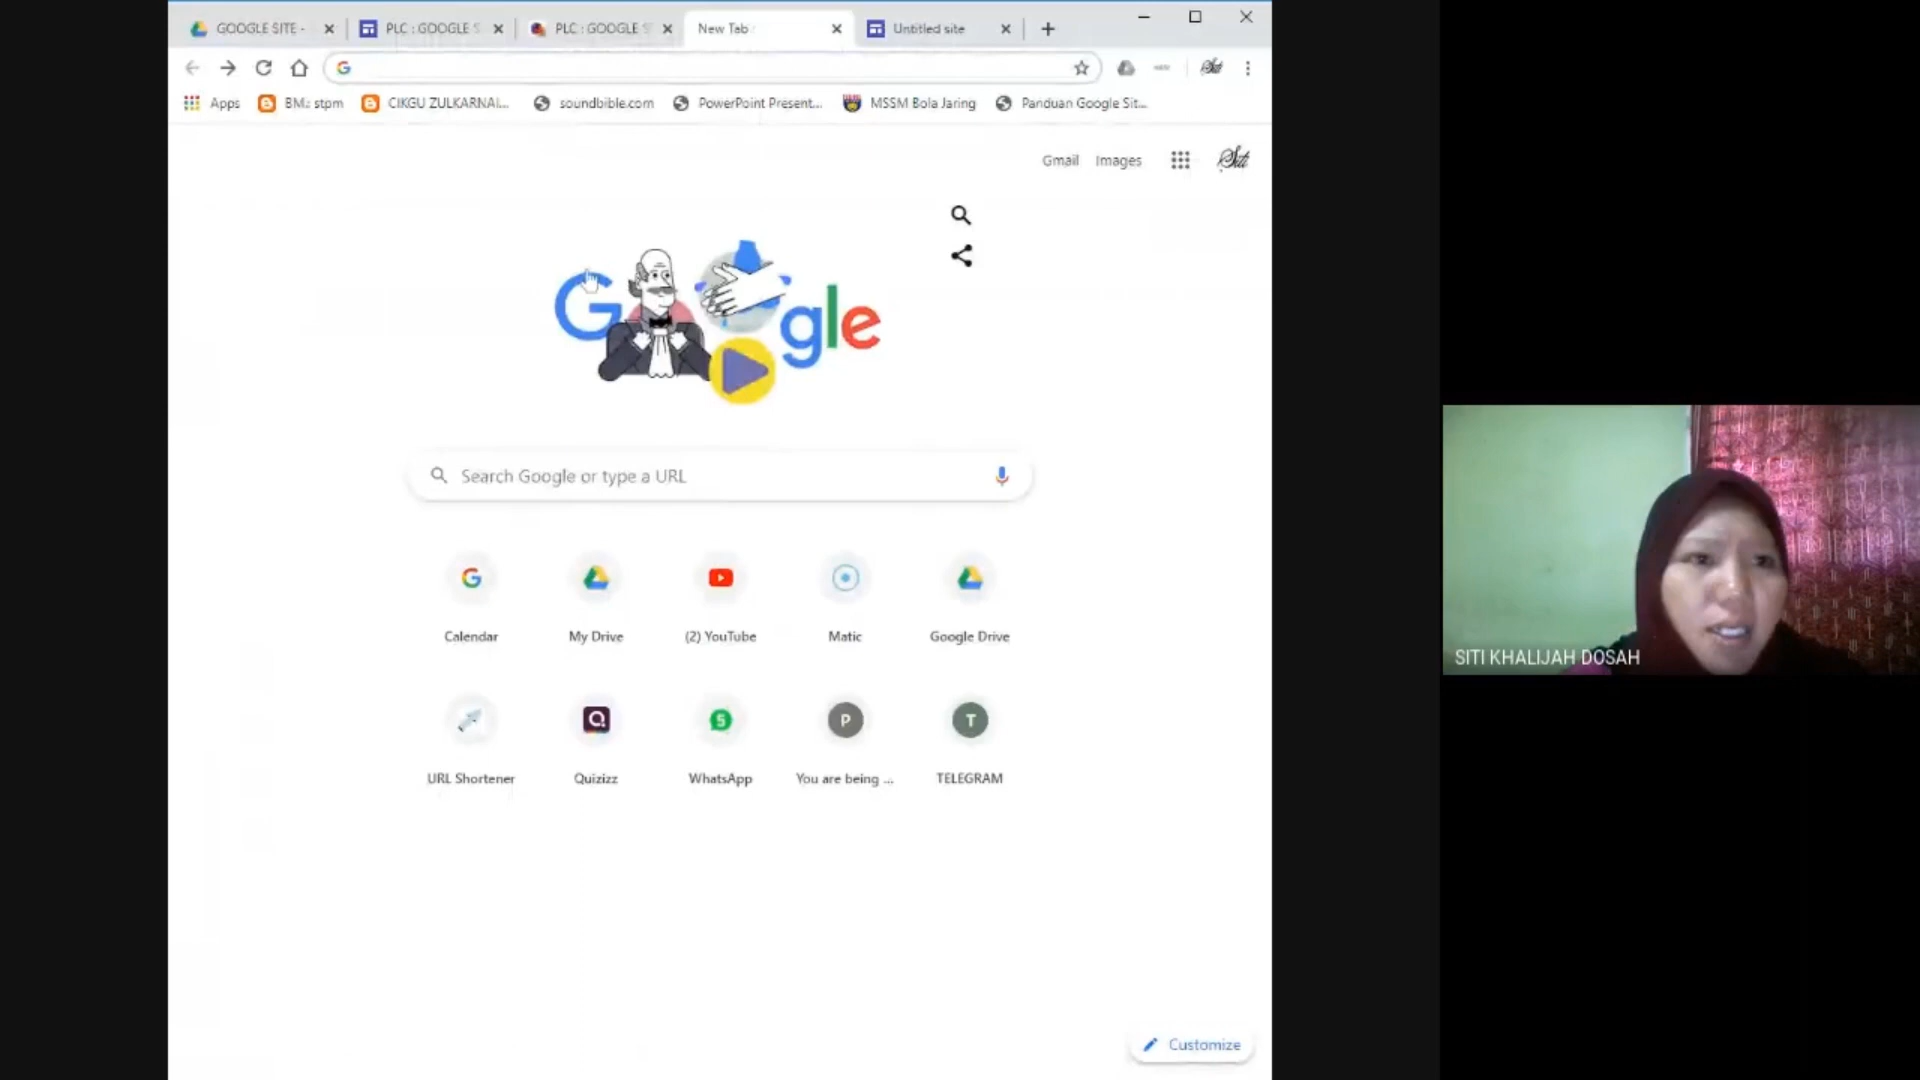 GOOGLE SITE -
PLC : GOOGLE S
PLC : GOOGLE S
New Tab
Untitled site
Apps
BM: stpm
CIKGU ZULKARNAI...
soundbible.com
PowerPoint Present...
MSSM Bola Jaring
Panduan Google Sit...
Gmail
Images
Siti
Google
Search Google or type a URL
Calendar
My Drive
(2) YouTube
Matic
Google Drive
URL Shortener
Quizizz
WhatsApp
You are being ...
TELEGRAM
Customize
SITI KHALIJAH DOSAH